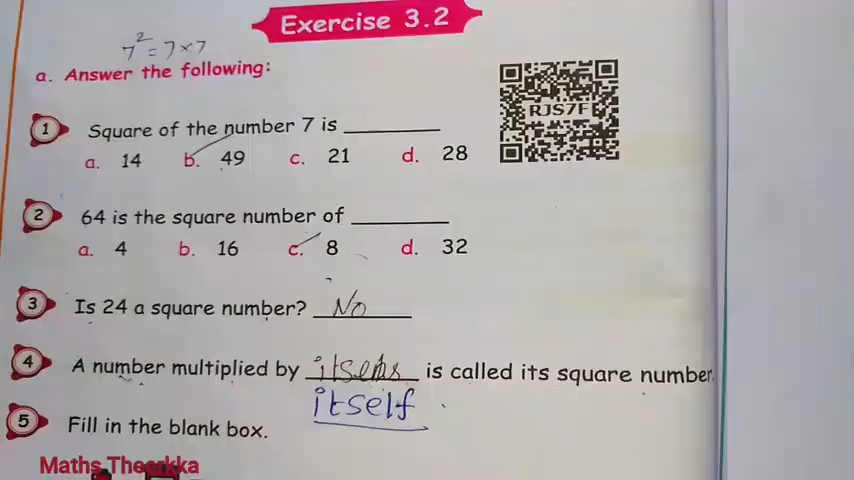 Exercise 3.2
7² = 7 × 7
a. Answer the following:
RJS7F
1 Square of the number 7 is ________
a. 14 b. 49 c. 21 d. 28
2 64 is the square number of ________
a. 4 b. 16 c. 8 d. 32
3 Is 24 a square number? No
4 A number multiplied by is called its square number.
itself
5 Fill in the blank box.
Maths Theerkka